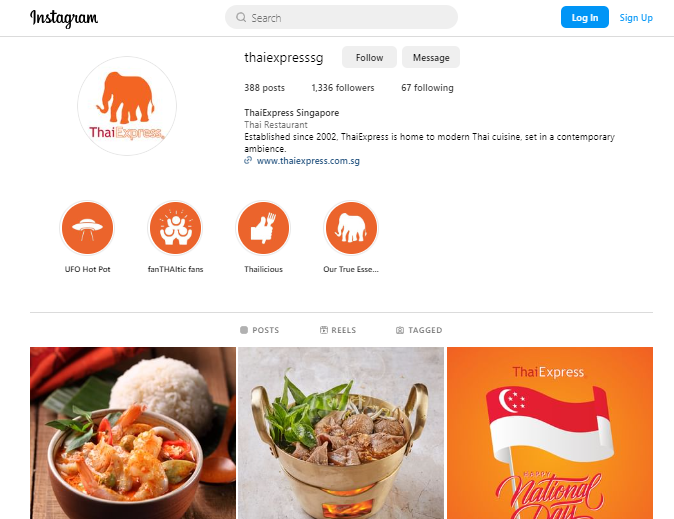 Instagram
Search
Log In
Sign Up
thaiexpresssg
Follow
Message
388 posts
1,336 followers
67 following
ThaiExpress Singapore
Thai Restaurant
Established since 2002, ThaiExpress is home to modern Thai cuisine, set in a contemporary
ambience.
www.thaiexpress.com.sg
ThaiExpress
UFO Hot Pot
fanTHAItic fans
Thailicious
Our True Esse...
POSTS
REELS
TAGGED
ThaiExpress
HAPPY
National
Day